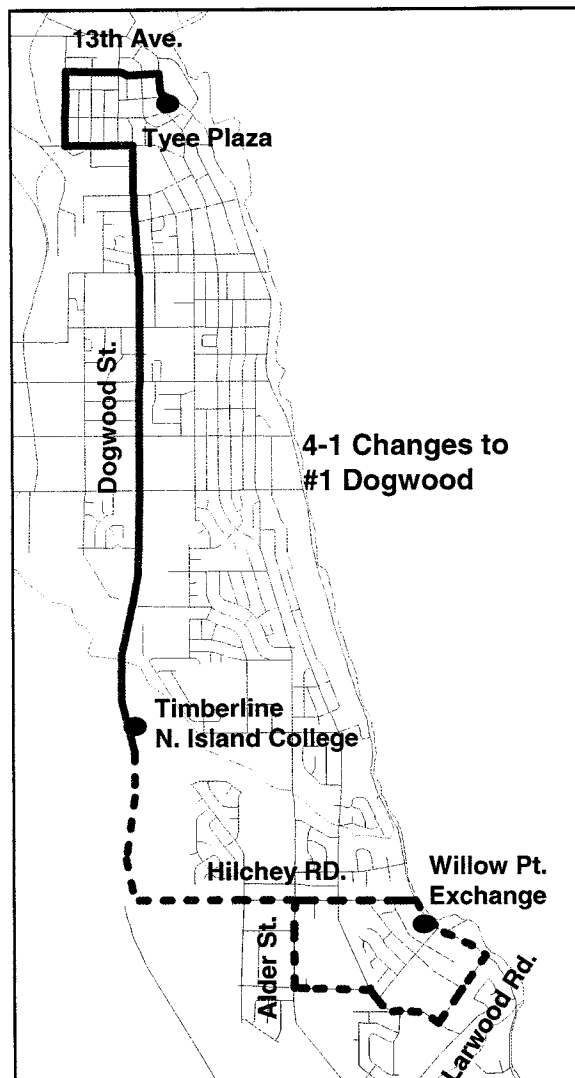 13th Ave.
Tyee Plaza
Dogwood St.
4-1 Changes to
#1 Dogwood
Timberline
N. Island College
Hilchey RD.
Willow Pt.
Exchange
Alder St.
Larwood Rd.